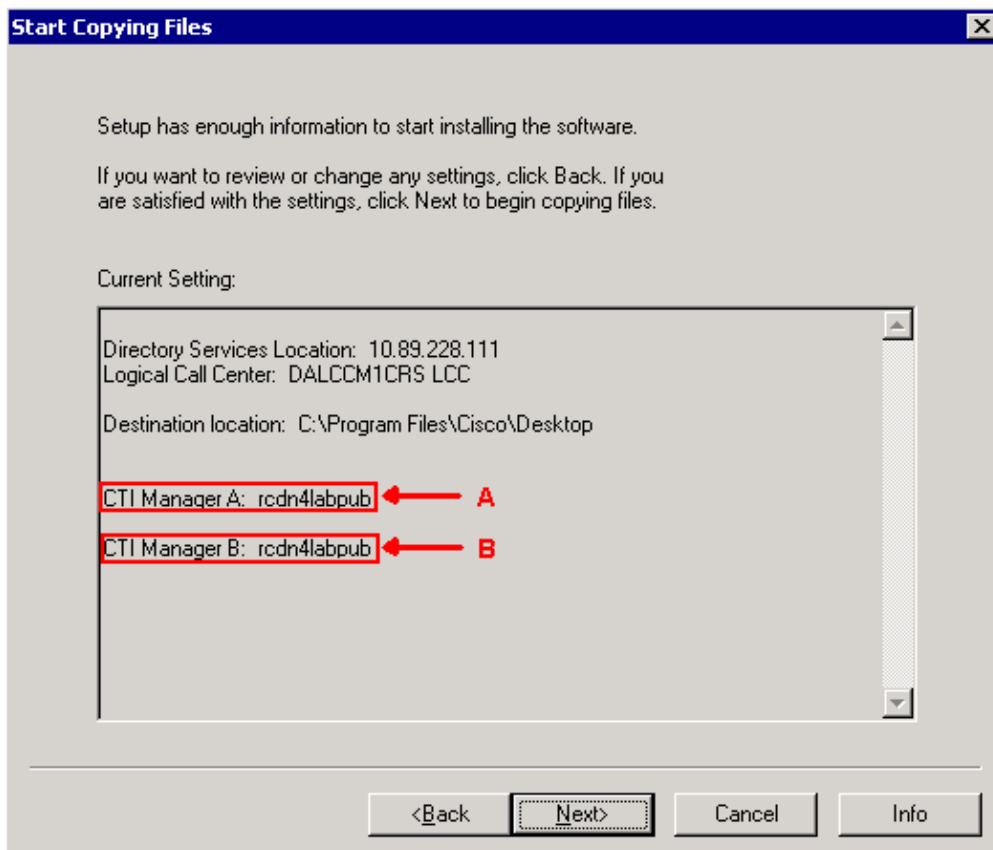 Start Copying Files
Setup has enough information to start installing the software.
If you want to review or change any settings, click Back. If you
are satisfied with the settings, click Next to begin copying files.
Current Setting:
Directory Services Location:  10.89.228.111
Logical Call Center:  DALCCM1CRS LCC
Destination location:  C:\Program Files\Cisco\Desktop
CTI Manager A:  rcdn4labpub A
CTI Manager B:  rcdn4labpub B
<Back Next> Cancel Info